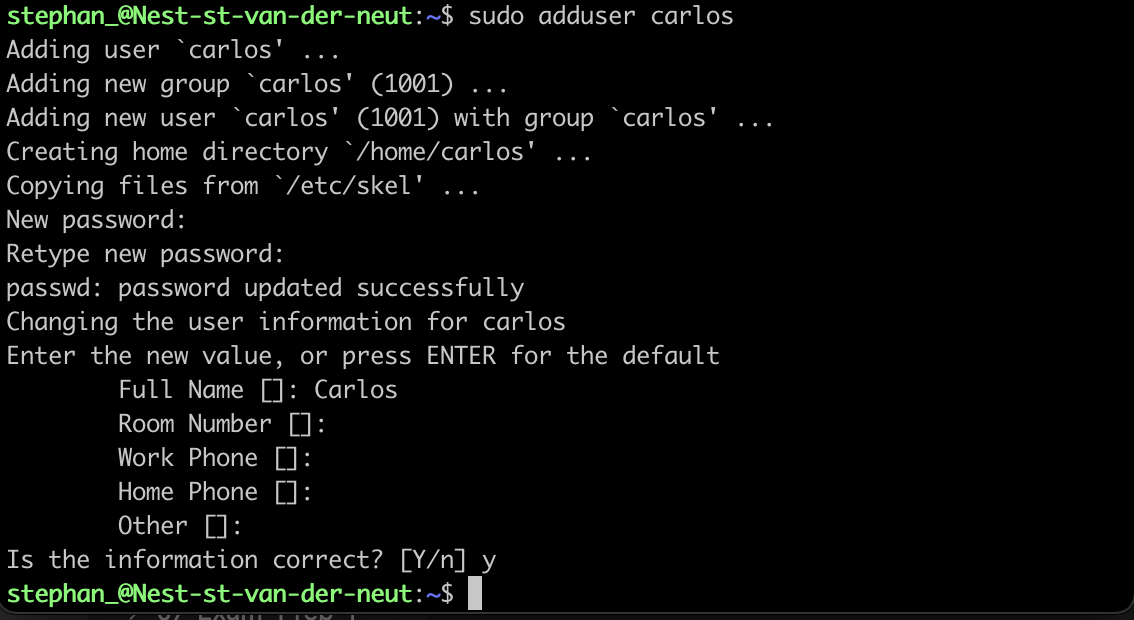 stephan_@Nest-st-van-der-neut:~$ sudo adduser carlos
Adding user `carlos' ...
Adding new group `carlos' (1001) ...
Adding new user `carlos' (1001) with group `carlos' ...
Creating home directory `/home/carlos' ...
Copying files from `/etc/skel' ...
New password:
Retype new password:
passwd: password updated successfully
Changing the user information for carlos
Enter the new value, or press ENTER for the default
        Full Name []: Carlos
        Room Number []:
        Work Phone []:
        Home Phone []:
        Other []:
Is the information correct? [Y/n] y
stephan_@Nest-st-van-der-neut:~$